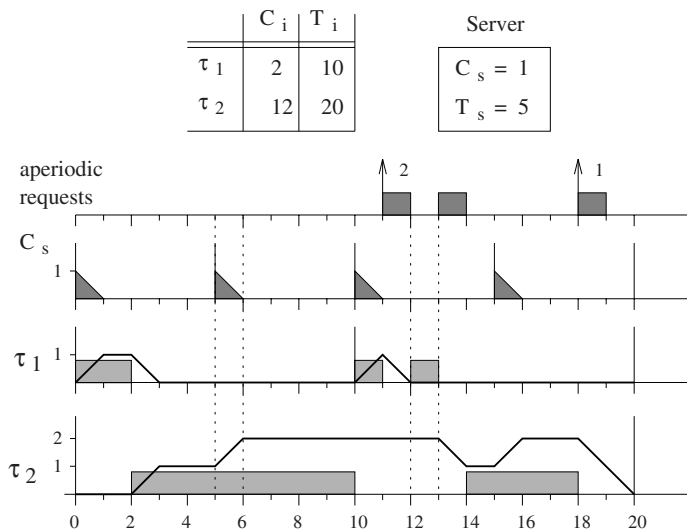 C i T i
τ 1 2 10
τ 2 12 20
Server
C s = 1
T s = 5
aperiodic
requests
2
1
C s
1
τ 1
1
τ 2
2
1
0 2 4 6 8 10 12 14 16 18 20